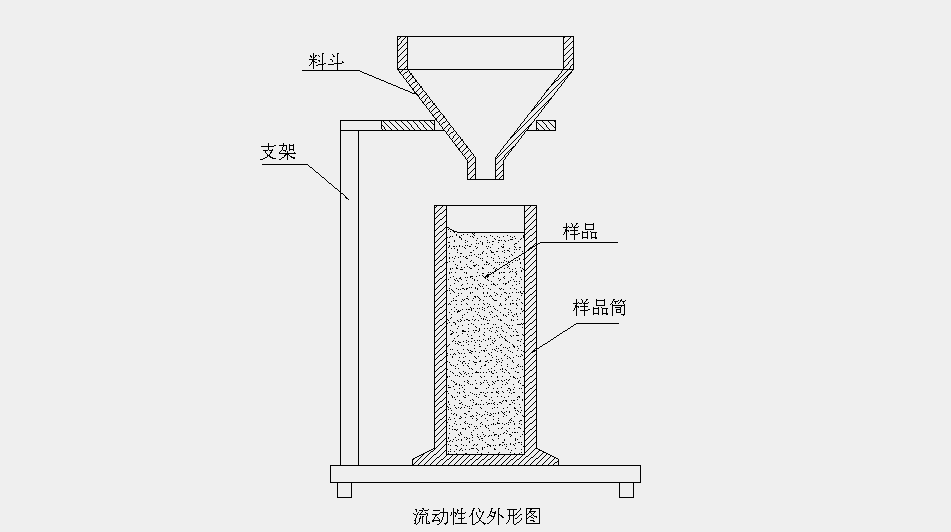 料斗
支架
样品
样品筒
流动性仪外形图